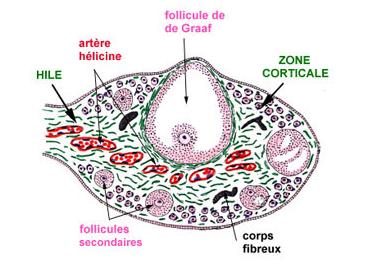 follicule de
de Graaf
artère
hélicine
HILE
ZONE
CORTICALE
follicules
secondaires
corps
fibreux